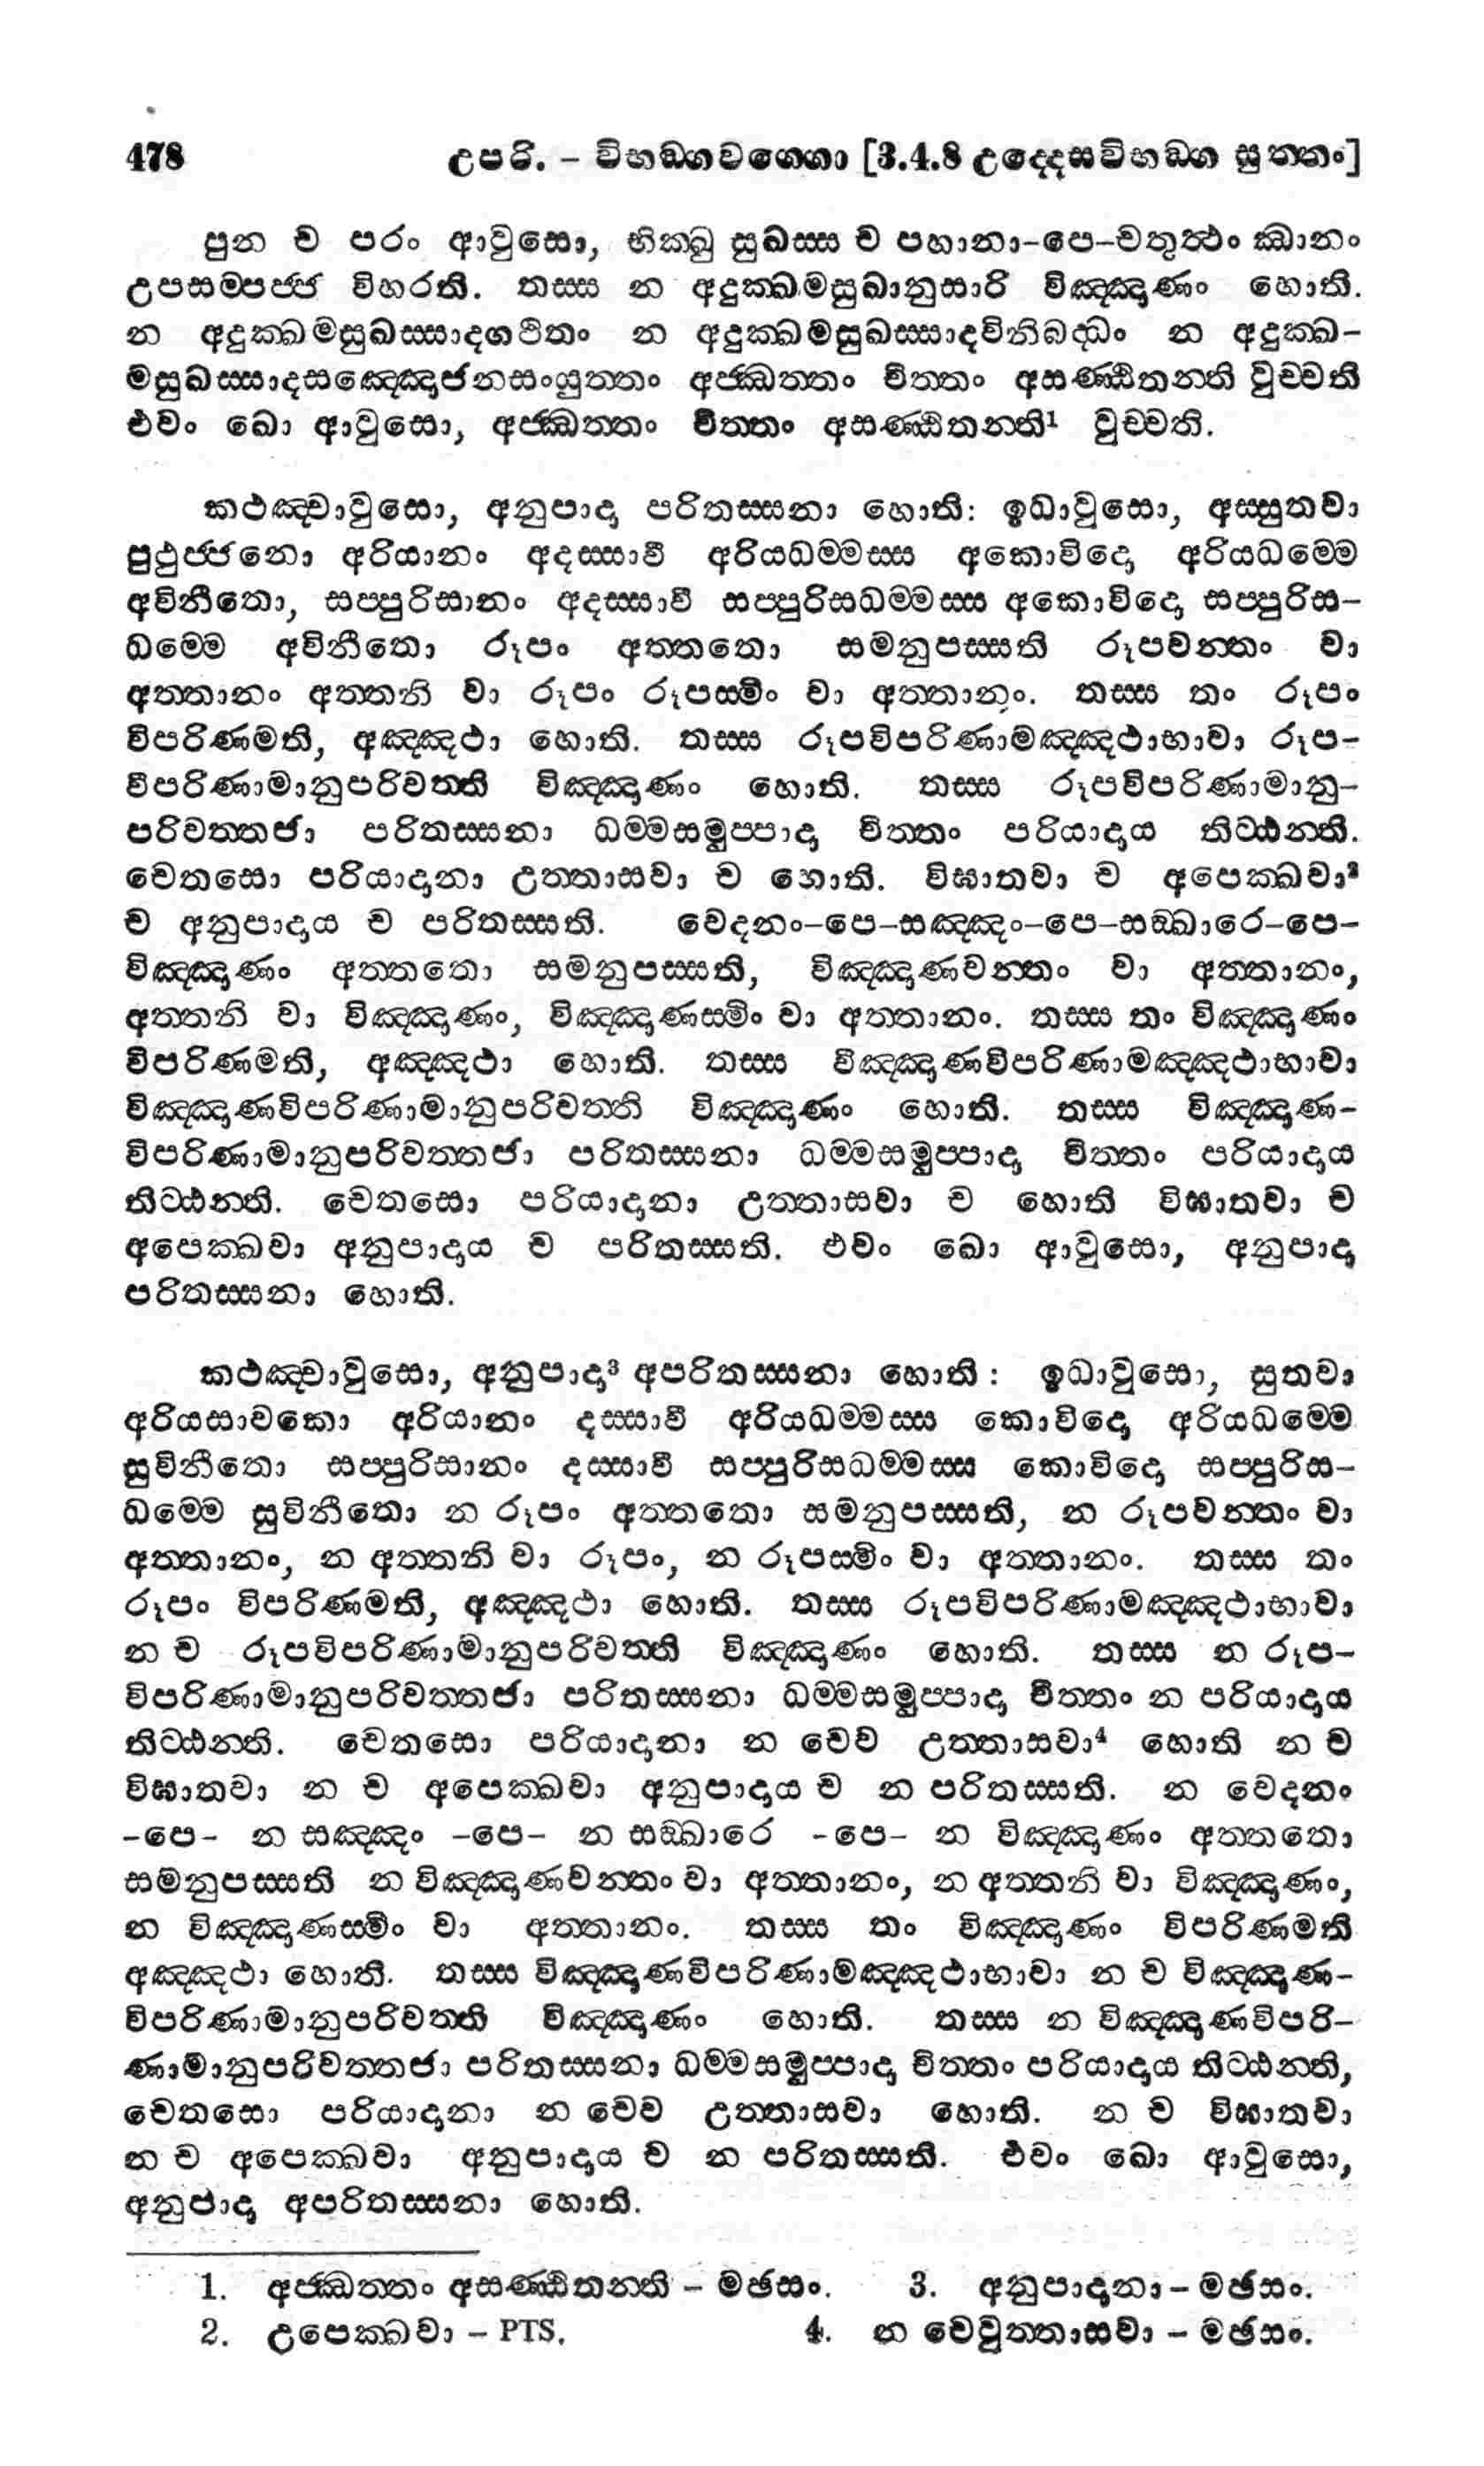 478 උපරි. – විභඞ්ගවග්ගො [3.4.8 උද්දෙසවිභඞ්ග සුත්තං]
පුන ච පරං ආවුසො, භික්ඛු සුඛස්ස ච පහානා–පෙ–චතුත්ථං ඣානං
උපසම්පජ්ජ විහරති. තස්ස න අදුක්ඛමසුඛානුසාරි විඤ්ඤාණං හොති.
න අදුක්ඛමසුඛස්සාදගථිතං න අදුක්ඛමසුඛස්සාදවිනිබද්ධං න අදුක්ඛ–
මසුඛස්සාදසඤ්ඤොජනසංයුත්තං අජ්ඣත්තං චිත්තං අසණ්ඨිතන්ති වුච්චති
එවං ඛො ආවුසො, අජ්ඣත්තං චිත්තං අසණ්ඨිතන්ති¹ වුච්චති.
කථඤ්චාවුසො, අනුපාදා පරිතස්සනා හොති: ඉධාවුසො, අස්සුතවා
පුථුජ්ජනො අරියානං අදස්සාවී අරියධම්මස්ස අකොවිදො අරියධම්මෙ
අවිනීතො, සප්පුරිසානං අදස්සාවී සප්පුරිසධම්මස්ස අකොවිදො සප්පුරිස–
ධම්මෙ අවිනීතො රූපං අත්තතො සමනුපස්සති රූපවන්තං වා
අත්තානං අත්තනි වා රූපං රූපස්මිං වා අත්තානං. තස්ස තං රූපං
විපරිණමති, අඤ්ඤථා හොති. තස්ස රූපවිපරිණාමඤ්ඤථාභාවා රූප–
විපරිණාමානුපරිවත්ති විඤ්ඤාණං හොති. තස්ස රූපවිපරිණාමානු–
පරිවත්තජා පරිතස්සනා ධම්මසමුප්පාදා චිත්තං පරියාදාය තිට්ඨන්ති.
චෙතසො පරියාදානා උත්තාසවා ච හොති. විඝාතවා ච අපෙක්ඛවා²
ච අනුපාදාය ච පරිතස්සති. වෙදනං–පෙ–සඤ්ඤං–පෙ–සඞ්ඛාරෙ–පෙ–
විඤ්ඤාණං අත්තතො සමනුපස්සති, විඤ්ඤාණවන්තං වා අත්තානං,
අත්තනි වා විඤ්ඤාණං, විඤ්ඤාණස්මිං වා අත්තානං. තස්ස තං විඤ්ඤාණං
විපරිණමති, අඤ්ඤථා හොති. තස්ස විඤ්ඤාණවිපරිණාමඤ්ඤථාභාවා
විඤ්ඤාණවිපරිණාමානුපරිවත්ති විඤ්ඤාණං හොති. තස්ස විඤ්ඤාණ–
විපරිණාමානුපරිවත්තජා පරිතස්සනා ධම්මසමුප්පාදා චිත්තං පරියාදාය
තිට්ඨන්ති. චෙතසො පරියාදානා උත්තාසවා ච හොති විඝාතවා ච
අපෙක්ඛවා අනුපාදාය ච පරිතස්සති. එවං ඛො ආවුසො, අනුපාදා
පරිතස්සනා හොති.
කථඤ්චාවුසො, අනුපාදා³ අපරිතස්සනා හොති : ඉධාවුසො, සුතවා
අරියසාවකො අරියානං දස්සාවී අරියධම්මස්ස කොවිදො අරියධම්මෙ
සුවිනීතො සප්පුරිසානං දස්සාවී සප්පුරිසධම්මස්ස කොවිදො සප්පුරිස–
ධම්මෙ සුවිනීතො න රූපං අත්තතො සමනුපස්සති, න රූපවන්තං වා
අත්තානං, න අත්තනි වා රූපං, න රූපස්මිං වා අත්තානං. තස්ස තං
රූපං විපරිණමති, අඤ්ඤථා හොති. තස්ස රූපවිපරිණාමඤ්ඤථාභාවා
න ච රූපවිපරිණාමානුපරිවත්ති විඤ්ඤාණං හොති. තස්ස න රූප–
විපරිණාමානුපරිවත්තජා පරිතස්සනා ධම්මසමුප්පාදා චිත්තං න පරියාදාය
තිට්ඨන්ති. චෙතසො පරියාදානා න චෙව උත්තාසවා⁴ හොති න ච
විඝාතවා න ච අපෙක්ඛවා අනුපාදාය ච න පරිතස්සති. න වෙදනං
–පෙ– න සඤ්ඤං –පෙ– න සඞ්ඛාරෙ –පෙ– න විඤ්ඤාණං අත්තතො
සමනුපස්සති න විඤ්ඤාණවන්තං වා අත්තානං, න අත්තනි වා විඤ්ඤාණං,
න විඤ්ඤාණස්මිං වා අත්තානං. තස්ස තං විඤ්ඤාණං විපරිණමති
අඤ්ඤථා හොති. තස්ස විඤ්ඤාණවිපරිණාමඤ්ඤථාභාවා න ච විඤ්ඤාණ–
විපරිණාමානුපරිවත්ති විඤ්ඤාණං හොති. තස්ස න විඤ්ඤාණවිපරි–
ණාමානුපරිවත්තජා පරිතස්සනා ධම්මසමුප්පාදා චිත්තං පරියාදාය තිට්ඨන්ති,
චෙතසො පරියාදානා න චෙව උත්තාසවා හොති. න ච විඝාතවා
න ච අපෙක්ඛවා අනුපාදාය ච න පරිතස්සති. එවං ඛො ආවුසො,
අනුපාදා අපරිතස්සනා හොති.
1. අජ්ඣත්තං අසණ්ඨිතන්ති – මඡසං. 3. අනුපාදානා – මඡසං.
2. උපෙක්ඛවා – PTS. 4. න චෙවුත්තාසවා – මඡසං.